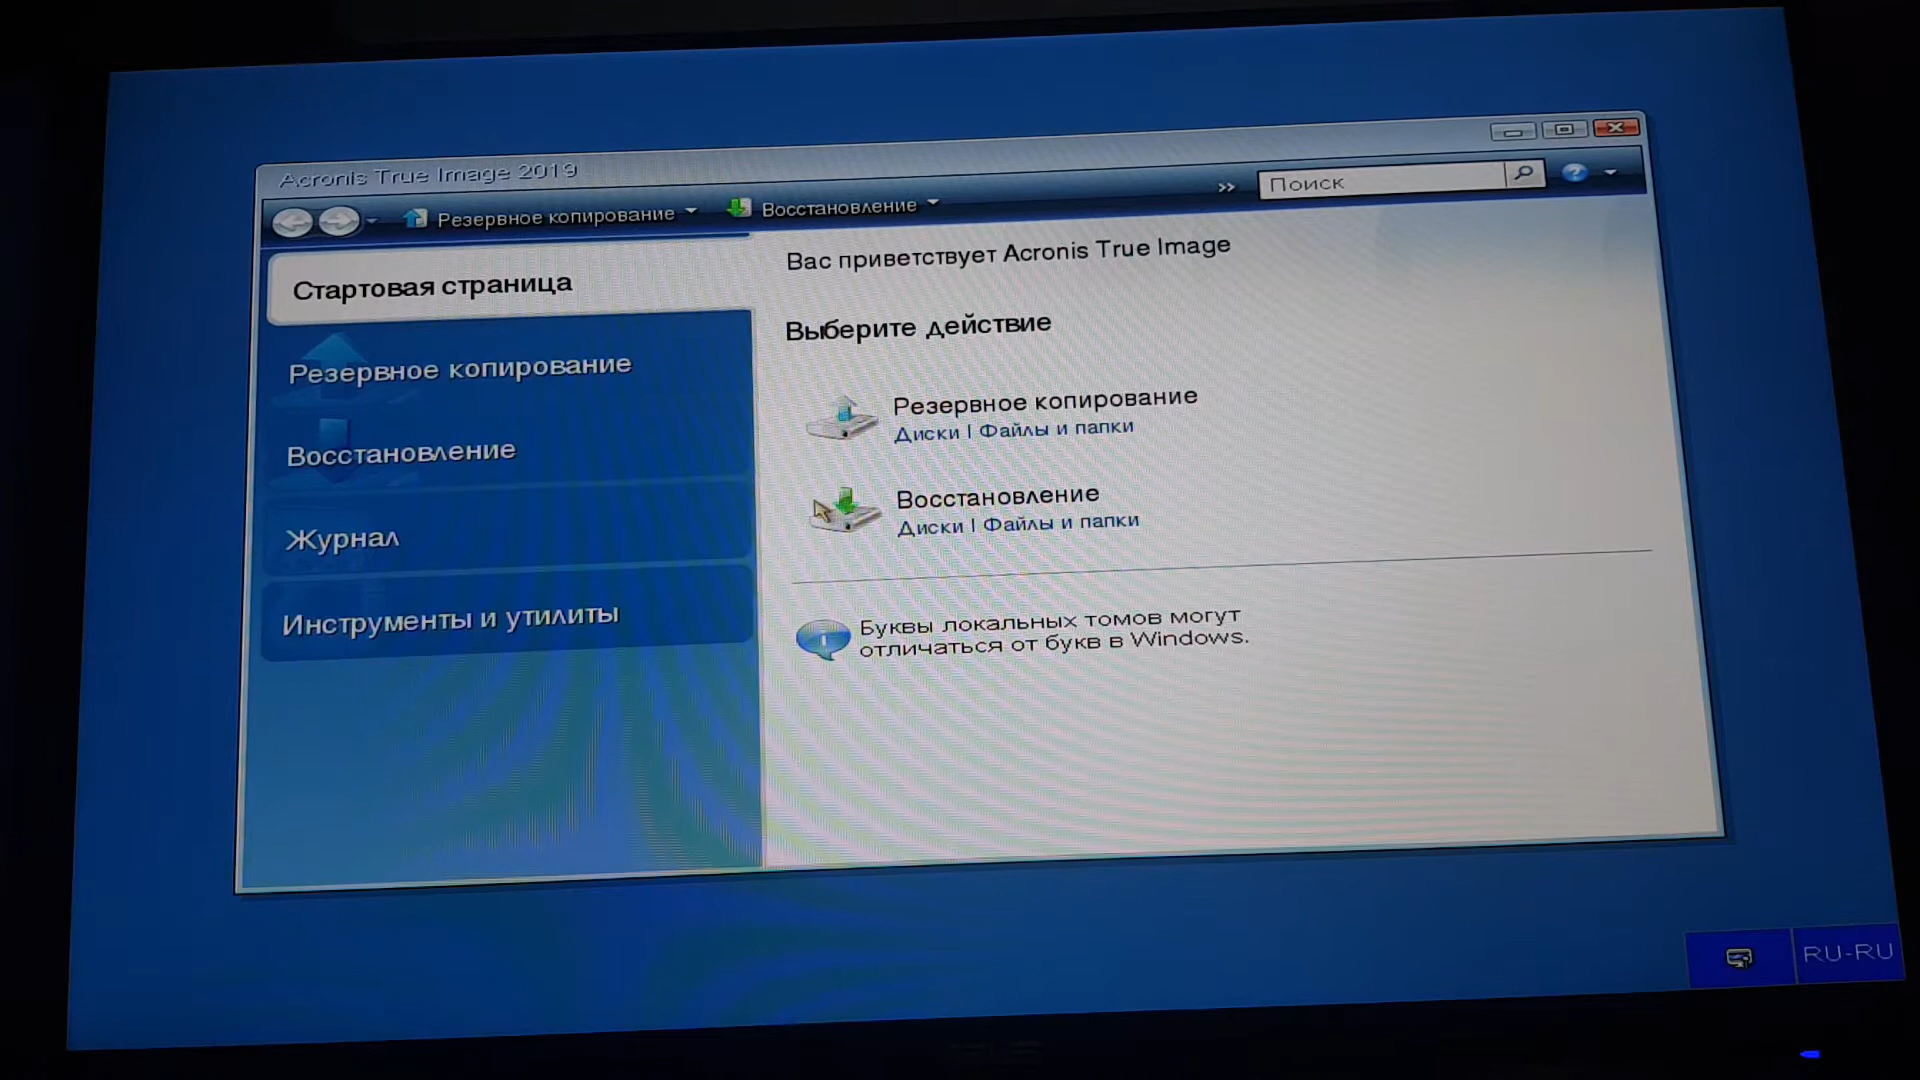 Acronis True Image 2019
Резервное копирование
Восстановление
Поиск
Стартовая страница
Резервное копирование
Восстановление
Журнал
Инструменты и утилиты
Вас приветствует Acronis True Image
Выберите действие
Резервное копирование
Диски | Файлы и папки
Восстановление
Диски | Файлы и папки
Буквы локальных томов могут
отличаться от букв в Windows.
RU-RU